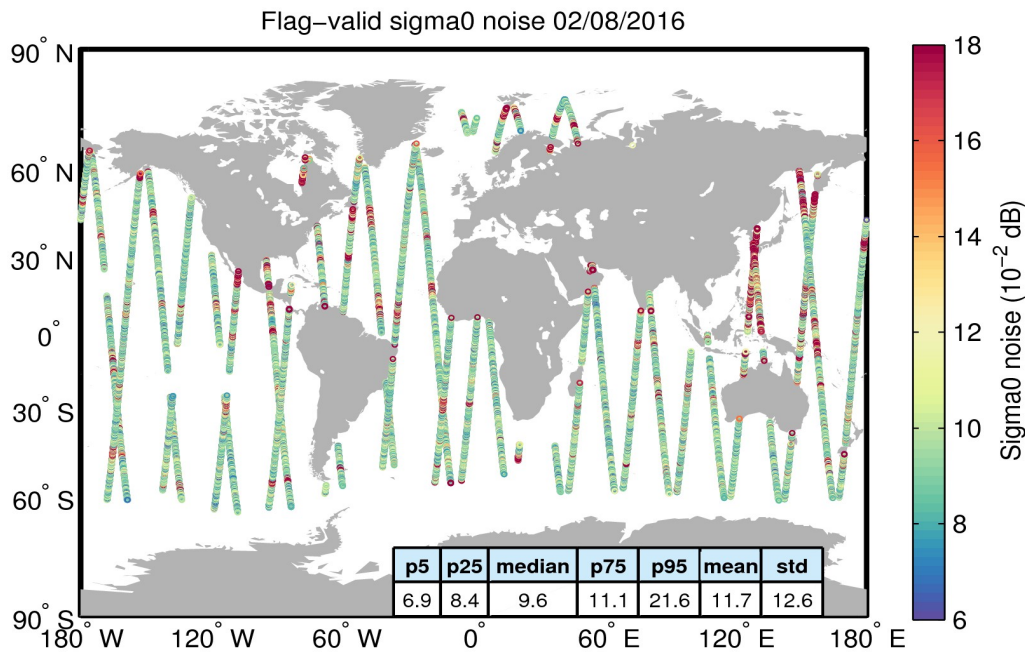 Flag−valid sigma0 noise 02/08/2016
90° N
60° N
30° N
0°
30° S
60° S
90° S
180° W
120° W
60° W
0°
60° E
120° E
180° E
p5 p25 median p75 p95 mean std
6.9 8.4 9.6 11.1 21.6 11.7 12.6
18
16
14
12
10
8
6
Sigma0 noise (10⁻² dB)